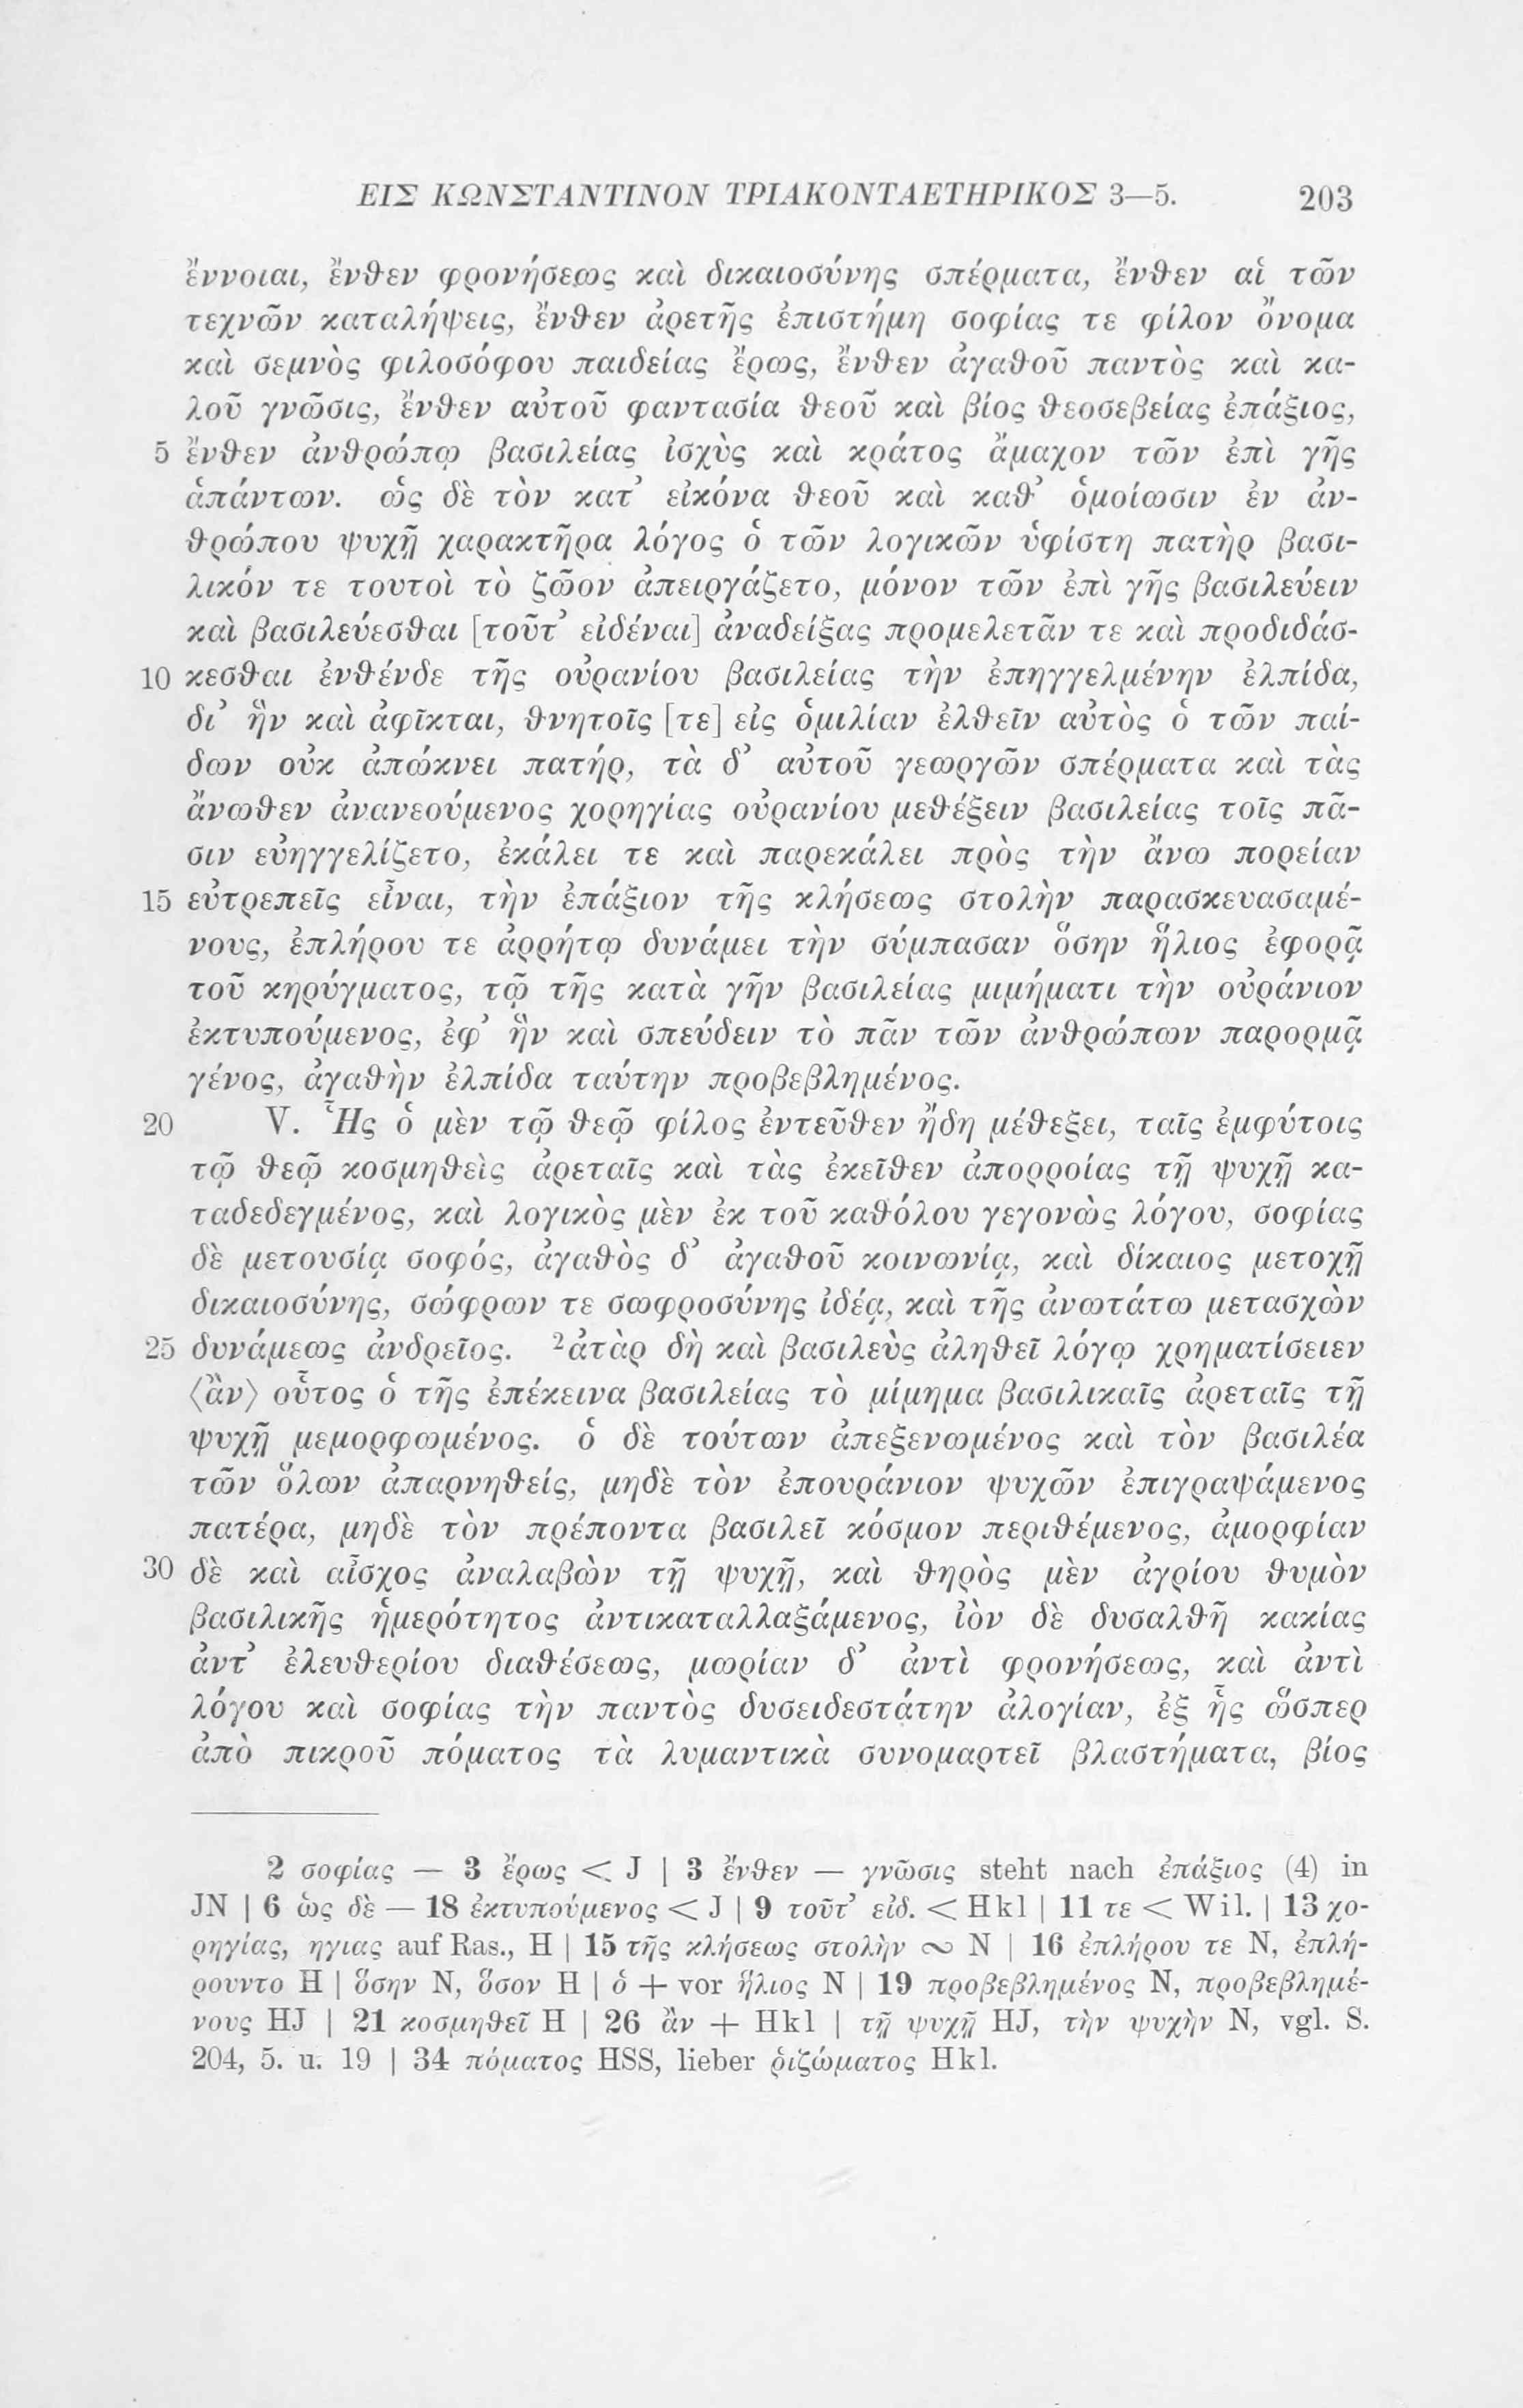 ΕΙΣ ΚΩΝΣΤΑΝΤΙΝΟΝ ΤΡΙΑΚΟΝΤΑΕΤΗΡΙΚΟΣ 3—5. 203
ἔννοιαι, ἔνθεν φρονήσεως καὶ δικαιοσύνης σπέρματα, ἔνθεν αἱ τῶν
τεχνῶν καταλήψεις, ἔνθεν ἀρετῆς ἐπιστήμη σοφίας τε φίλον ὄνομα
καὶ σεμνὸς φιλοσόφου παιδείας ἔρως, ἔνθεν ἀγαθοῦ παντὸς καὶ κα-
λοῦ γνῶσις, ἔνθεν αὐτοῦ φαντασία θεοῦ καὶ βίος θεοσεβείας ἐπάξιος,
5 ἔνθεν ἀνθρώπῳ βασιλείας ἰσχὺς καὶ κράτος ἄμαχον τῶν ἐπὶ γῆς
ἁπάντων. ὡς δὲ τὸν κατ' εἰκόνα θεοῦ καὶ καθ' ὁμοίωσιν ἐν ἀν-
θρώπου ψυχῇ χαρακτῆρα λόγος ὁ τῶν λογικῶν ὑφίστη πατὴρ βασι-
λικόν τε τουτοὶ τὸ ζῶον ἀπειργάζετο, μόνον τῶν ἐπὶ γῆς βασιλεύειν
καὶ βασιλεύεσθαι [τοῦτ' εἰδέναι] ἀναδείξας προμελετᾶν τε καὶ προδιδάσ-
10 κεσθαι ἐνθένδε τῆς οὐρανίου βασιλείας τὴν ἐπηγγελμένην ἐλπίδα,
δι' ἣν καὶ ἀφῖκται, θνητοῖς [τε] εἰς ὁμιλίαν ἐλθεῖν αὐτὸς ὁ τῶν παί-
δων οὐκ ἀπώκνει πατήρ, τὰ δ' αὐτοῦ γεωργῶν σπέρματα καὶ τὰς
ἄνωθεν ἀνανεούμενος χορηγίας οὐρανίου μεθέξειν βασιλείας τοῖς πᾶ-
σιν εὐηγγελίζετο, ἐκάλει τε καὶ παρεκάλει πρὸς τὴν ἄνω πορείαν
15 εὐτρεπεῖς εἶναι, τὴν ἐπάξιον τῆς κλήσεως στολὴν παρασκευασαμέ-
νους, ἐπλήρου τε ἀρρήτῳ δυνάμει τὴν σύμπασαν ὅσην ἥλιος ἐφορᾷ
τοῦ κηρύγματος, τῷ τῆς κατὰ γῆν βασιλείας μιμήματι τὴν οὐράνιον
ἐκτυπούμενος, ἐφ' ἣν καὶ σπεύδειν τὸ πᾶν τῶν ἀνθρώπων παρορμᾷ
γένος, ἀγαθὴν ἐλπίδα ταύτην προβεβλημένος.
20 V. Ἧς ὁ μὲν τῷ θεῷ φίλος ἐντεῦθεν ἤδη μέθεξει, ταῖς ἐμφύτοις
τῷ θεῷ κοσμηθεὶς ἀρεταῖς καὶ τὰς ἐκεῖθεν ἀπορροίας τῇ ψυχῇ κα-
ταδεδεγμένος, καὶ λογικὸς μὲν ἐκ τοῦ καθόλου γεγονὼς λόγου, σοφίας
δὲ μετουσίᾳ σοφός, ἀγαθὸς δ' ἀγαθοῦ κοινωνίᾳ, καὶ δίκαιος μετοχῇ
δικαιοσύνης, σώφρων τε σωφροσύνης ἰδέᾳ, καὶ τῆς ἀνωτάτω μετασχὼν
25 δυνάμεως ἀνδρεῖος. ²ἀτὰρ δὴ καὶ βασιλεὺς ἀληθεῖ λόγῳ χρηματίσειεν
⟨ἂν⟩ οὗτος ὁ τῆς ἐπέκεινα βασιλείας τὸ μίμημα βασιλικαῖς ἀρεταῖς τῇ
ψυχῇ μεμορφωμένος. ὁ δὲ τούτων ἀπεξενωμένος καὶ τὸν βασιλέα
τῶν ὅλων ἀπαρνηθείς, μηδὲ τὸν ἐπουράνιον ψυχῶν ἐπιγραψάμενος
πατέρα, μηδὲ τὸν πρέποντα βασιλεῖ κόσμον περιθέμενος, ἀμορφίαν
30 δὲ καὶ αἶσχος ἀναλαβὼν τῇ ψυχῇ, καὶ θηρὸς μὲν ἀγρίου θυμὸν
βασιλικῆς ἡμερότητος ἀντικαταλλαξάμενος, ἰὸν δὲ δυσαλθῆ κακίας
ἀντ' ἐλευθερίου διαθέσεως, μωρίαν δ' ἀντὶ φρονήσεως, καὶ ἀντὶ
λόγου καὶ σοφίας τὴν παντὸς δυσειδεστάτην ἀλογίαν, ἐξ ἧς ὥσπερ
ἀπὸ πικροῦ πόματος τὰ λυμαντικὰ συνομαρτεῖ βλαστήματα, βίος
2 σοφίας — 3 ἔρως < J | 3 ἔνθεν — γνῶσις steht nach ἐπάξιος (4) in
JN | 6 ὡς δὲ — 18 ἐκτυπούμενος < J | 9 τοῦτ' εἰδ. < Hkl | 11 τε < Wil. | 13 χο-
ρηγίας, ηγιας auf Ras., H | 15 τῆς κλήσεως στολὴν ∾ N | 16 ἐπλήρου τε N, ἐπλή-
ρουντο H | ὅσην N, ὅσον H | ὁ + vor ἥλιος N | 19 προβεβλημένος N, προβεβλημέ-
νους HJ | 21 κοσμηθεῖ H | 26 ἂν + Hkl | τῇ ψυχῇ HJ, τὴν ψυχὴν N, vgl. S.
204, 5. u. 19 | 34 πόματος HSS, lieber ῥιζώματος Hkl.